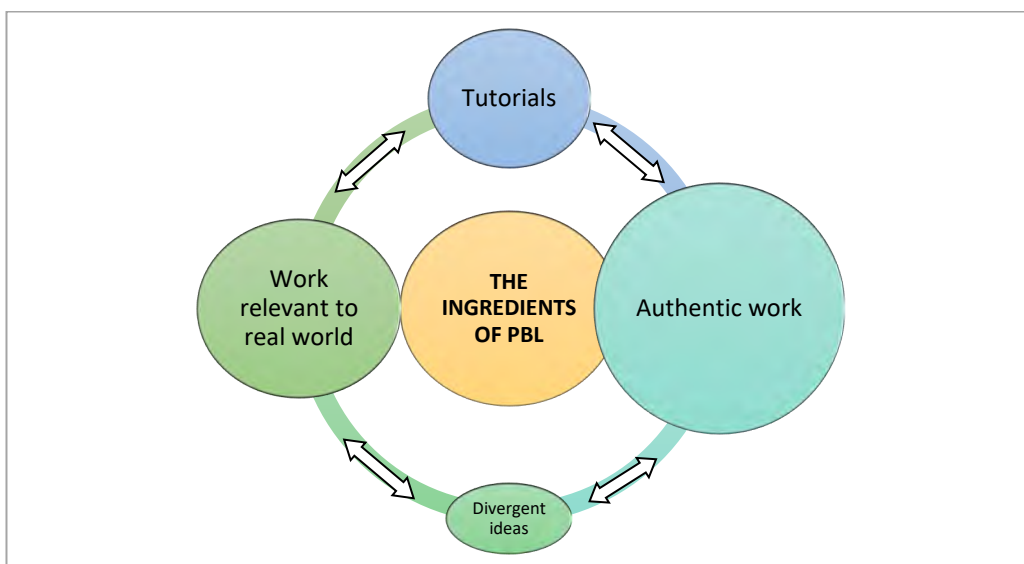 Tutorials
Work
relevant to
real world
THE
INGREDIENTS
OF PBL
Authentic work
Divergent
ideas